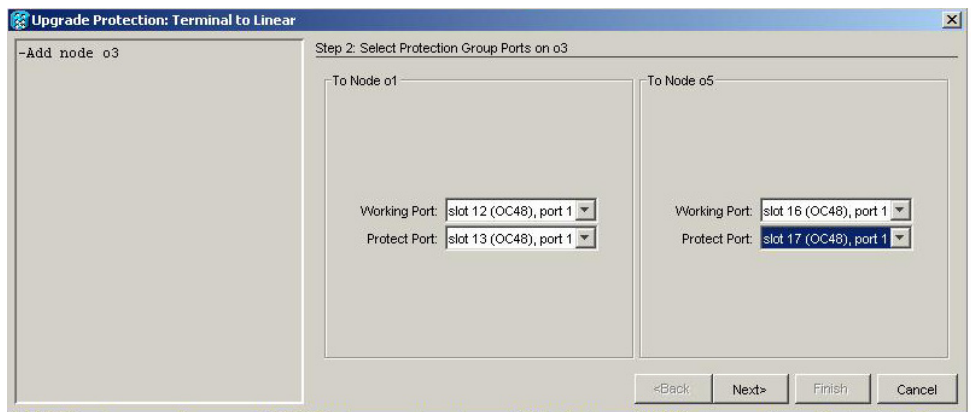 Upgrade Protection: Terminal to Linear
-Add node o3
Step 2: Select Protection Group Ports on o3
To Node o1
Working Port: slot 12 (OC48), port 1
Protect Port: slot 13 (OC48), port 1
To Node o5
Working Port: slot 16 (OC48), port 1
Protect Port: slot 17 (OC48), port 1
<Back
Next>
Finish
Cancel